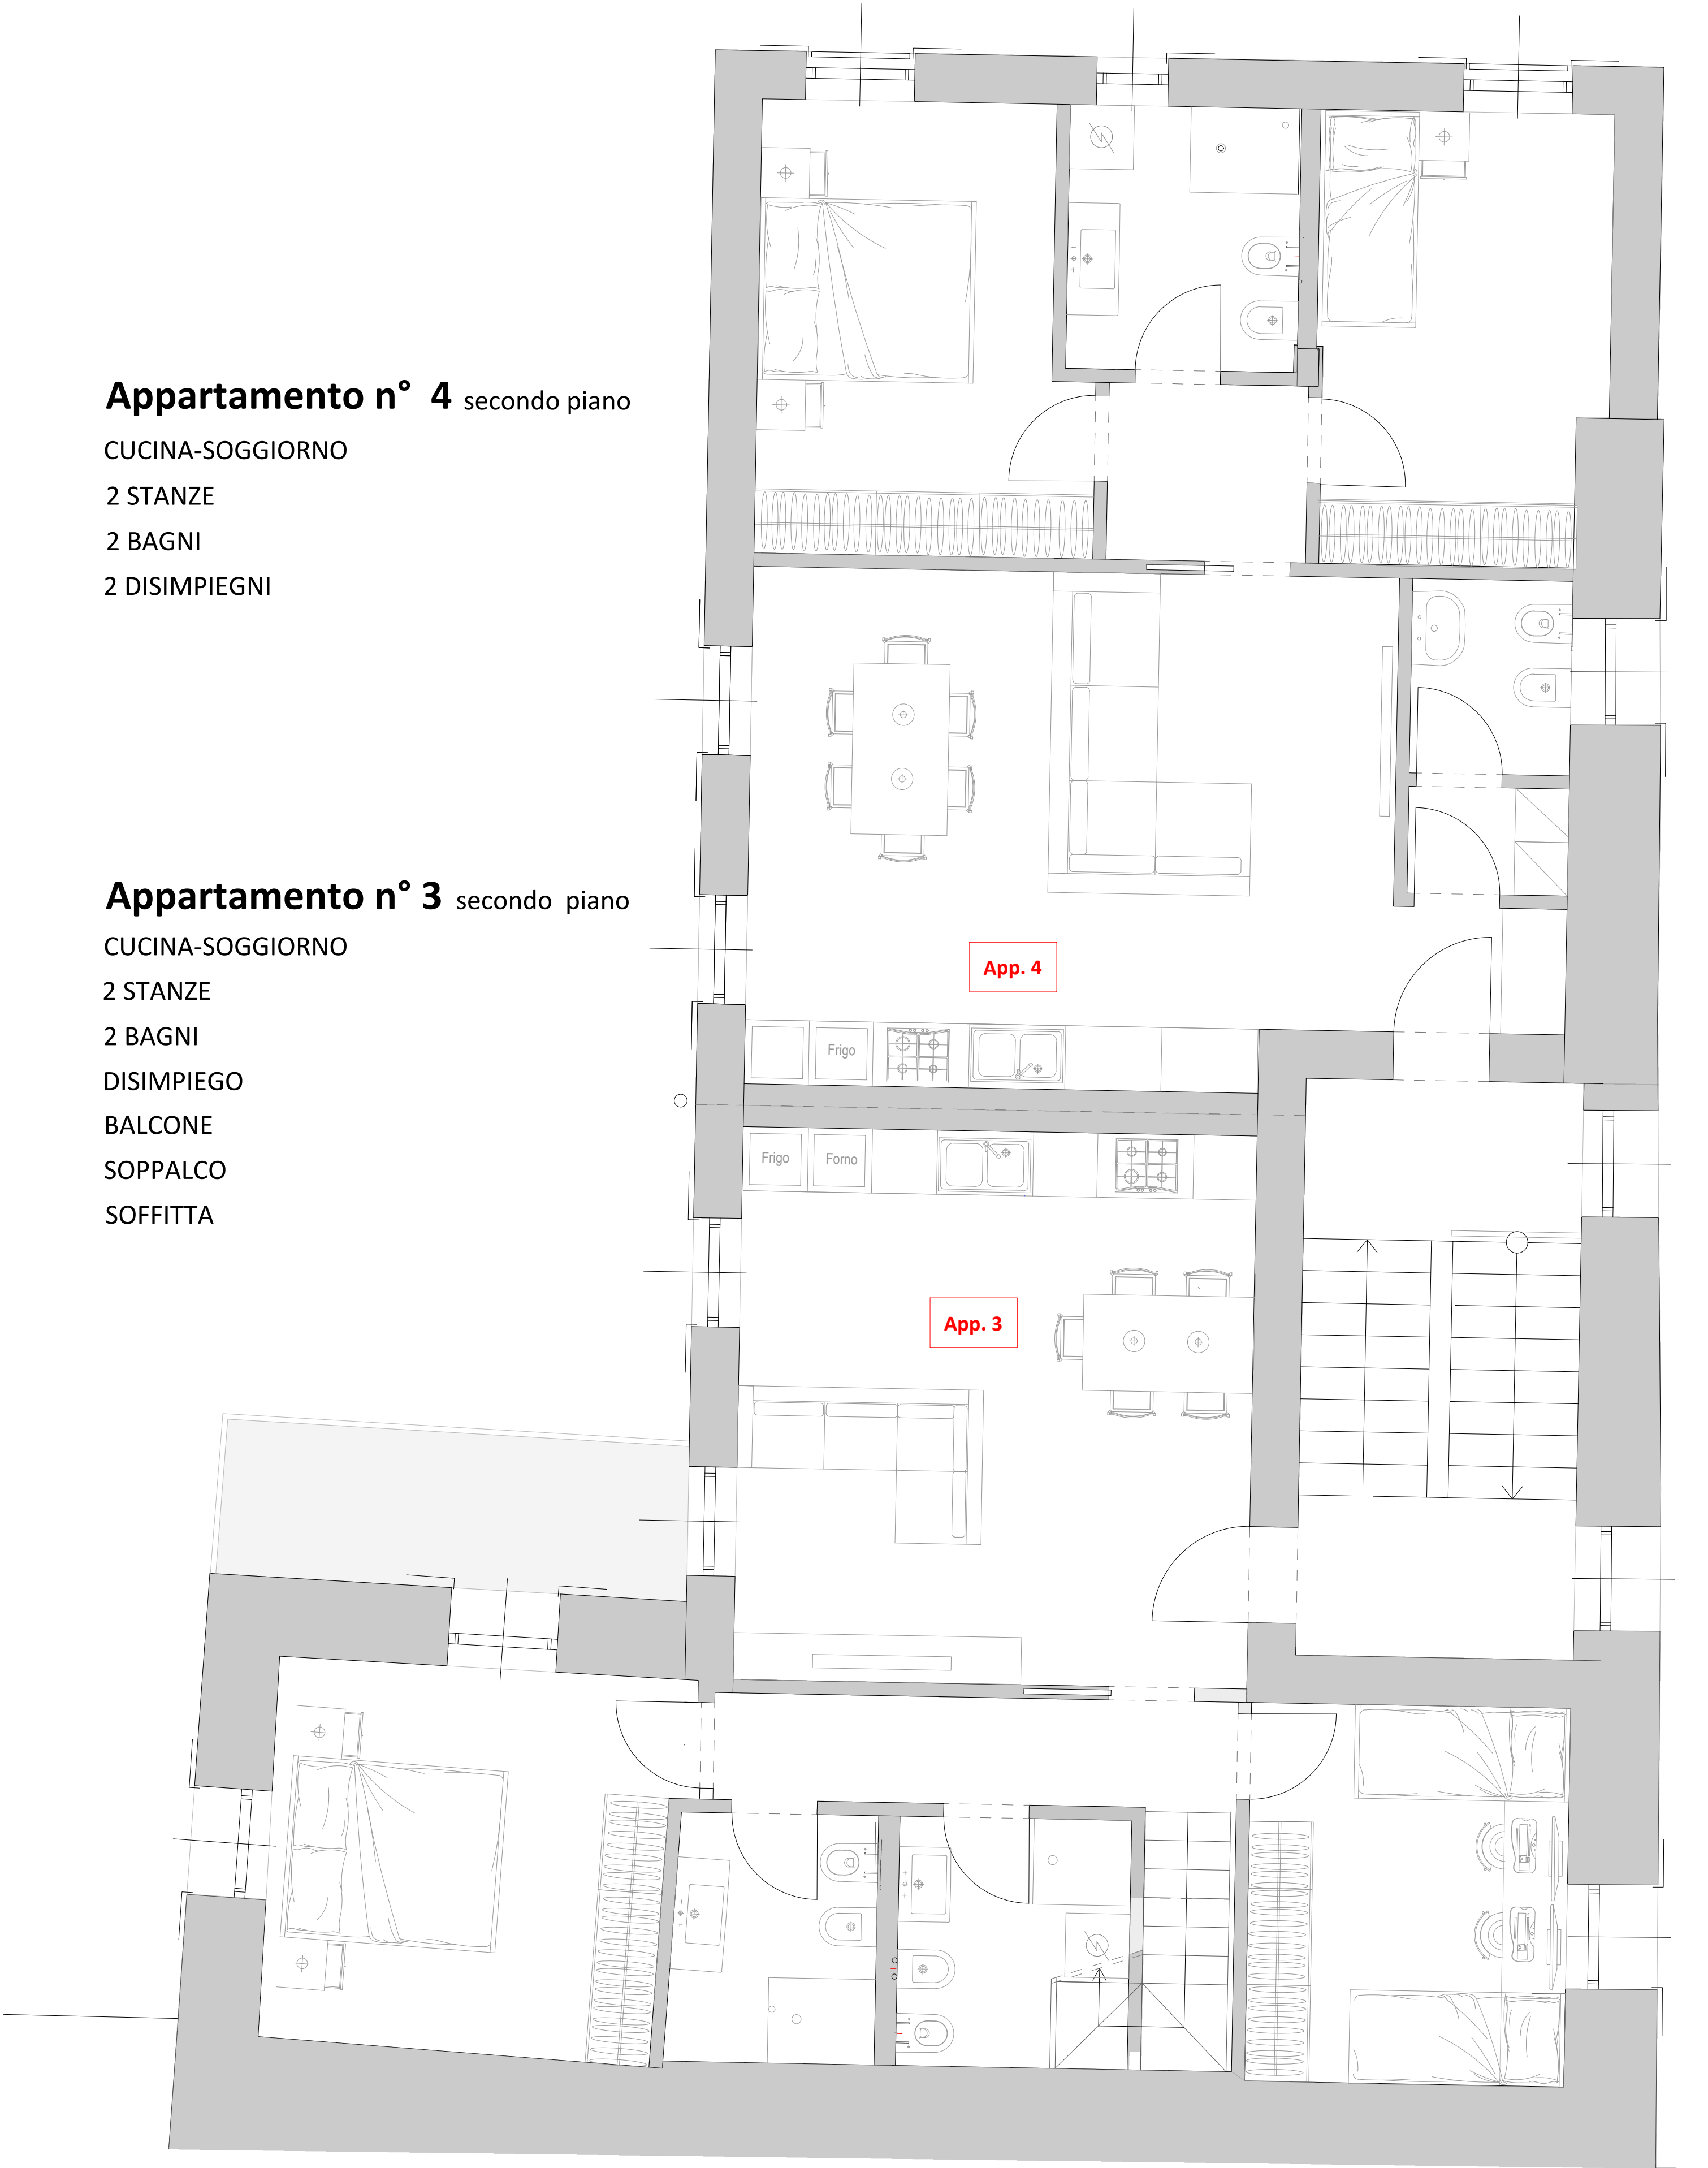 Appartamento n° 4 secondo piano
CUCINA-SOGGIORNO
2 STANZE
2 BAGNI
2 DISIMPIEGNI
Appartamento n° 3 secondo piano
CUCINA-SOGGIORNO
2 STANZE
2 BAGNI
DISIMPIEGO
BALCONE
SOPPALCO
SOFFITTA
App. 4
Frigo
Frigo Forno
App. 3